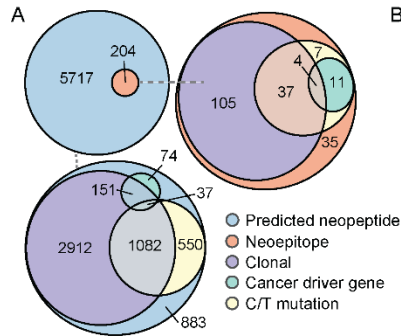 A
B
204
5717
7
4
11
105
37
35
74
151
37
2912
1082
550
883
Predicted neopeptide
Neoepitope
Clonal
Cancer driver gene
C/T mutation